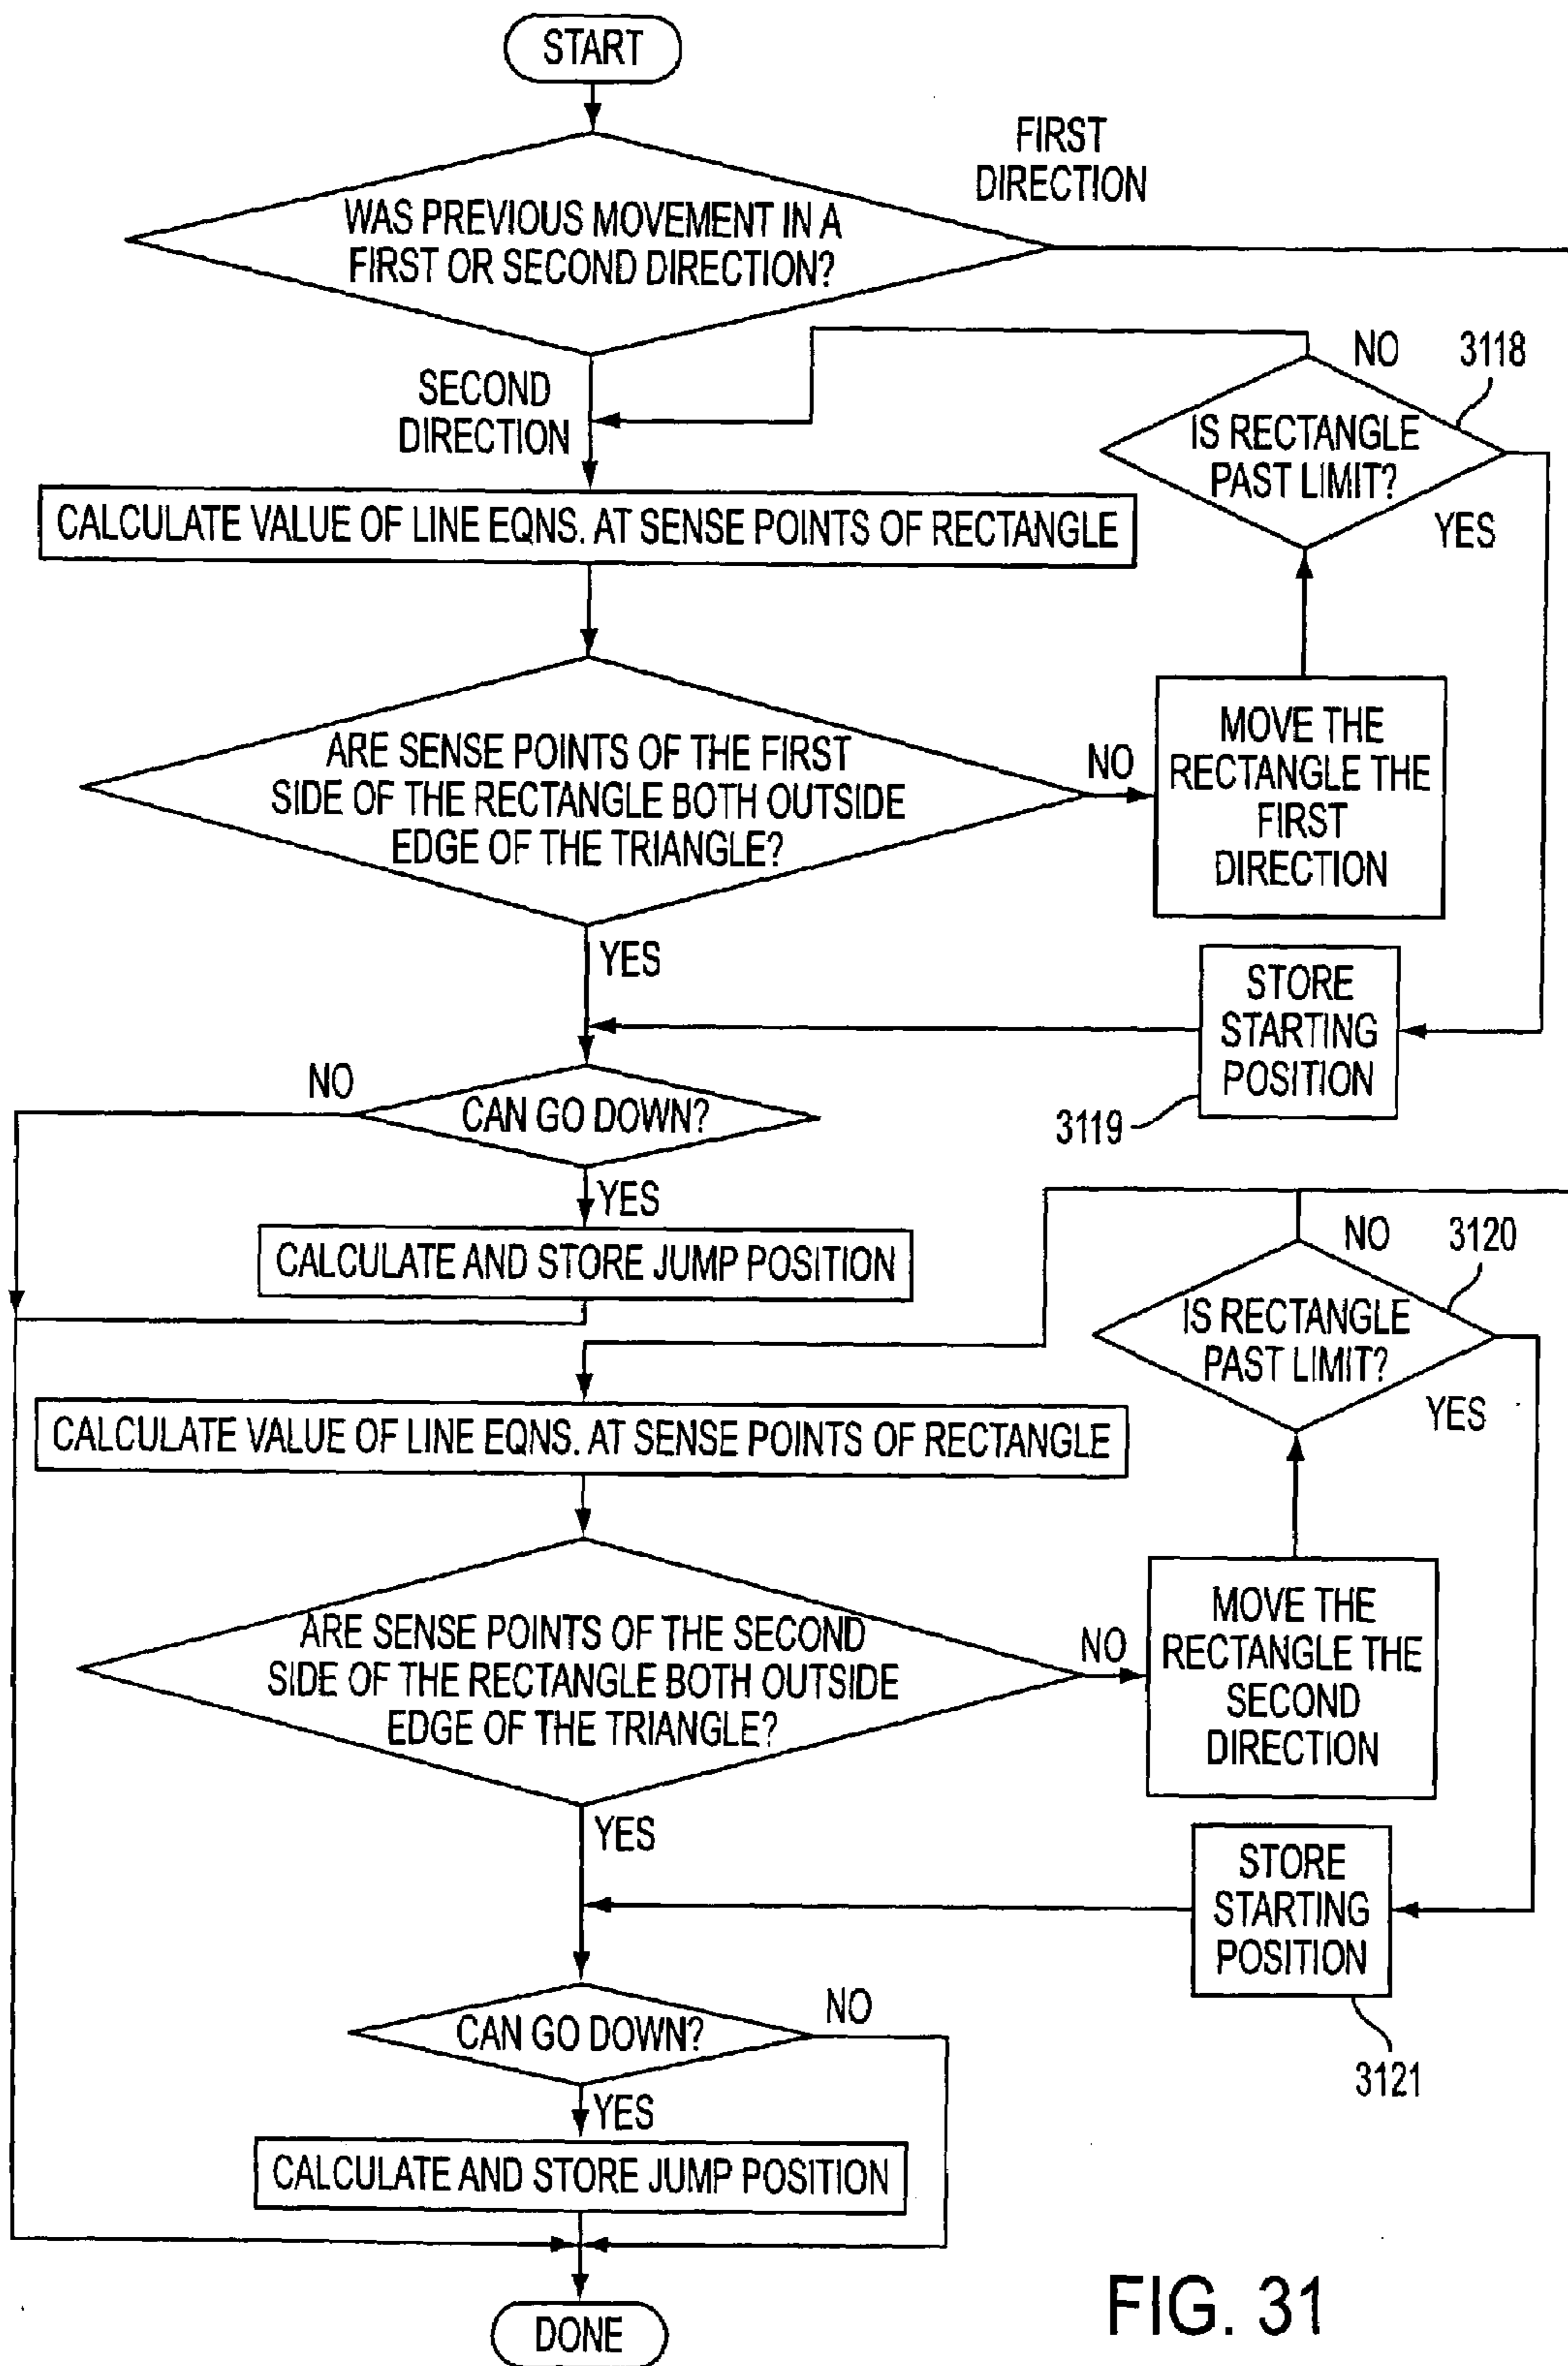 START
FIRST
DIRECTION
WAS PREVIOUS MOVEMENT IN A
FIRST OR SECOND DIRECTION?
NO
3118
SECOND
DIRECTION
IS RECTANGLE
PAST LIMIT?
YES
CALCULATE VALUE OF LINE EQNS. AT SENSE POINTS OF RECTANGLE
ARE SENSE POINTS OF THE FIRST
SIDE OF THE RECTANGLE BOTH OUTSIDE
EDGE OF THE TRIANGLE?
NO
MOVE THE
RECTANGLE THE
FIRST
DIRECTION
YES
STORE
STARTING
POSITION
3119
NO
CAN GO DOWN?
YES
CALCULATE AND STORE JUMP POSITION
NO
3120
IS RECTANGLE
PAST LIMIT?
YES
CALCULATE VALUE OF LINE EQNS. AT SENSE POINTS OF RECTANGLE
ARE SENSE POINTS OF THE SECOND
SIDE OF THE RECTANGLE BOTH OUTSIDE
EDGE OF THE TRIANGLE?
NO
MOVE THE
RECTANGLE THE
SECOND
DIRECTION
YES
STORE
STARTING
POSITION
3121
CAN GO DOWN?
NO
YES
CALCULATE AND STORE JUMP POSITION
DONE
FIG. 31